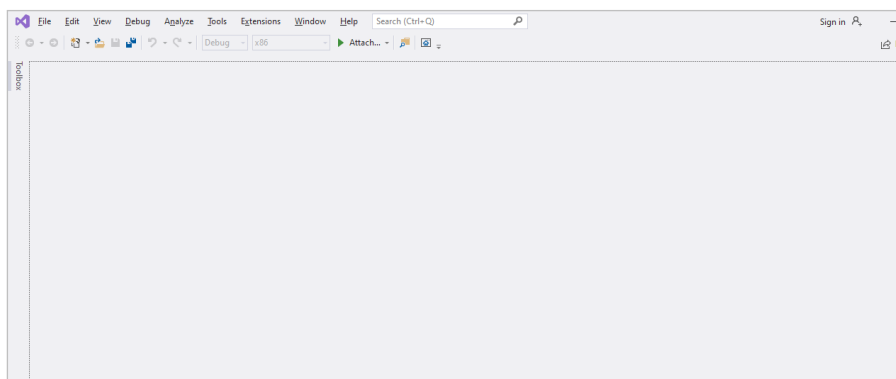 File Edit View Debug Analyze Tools Extensions Window Help Search (Ctrl+Q) Sign in
Debug x86 Attach...
Toolbox